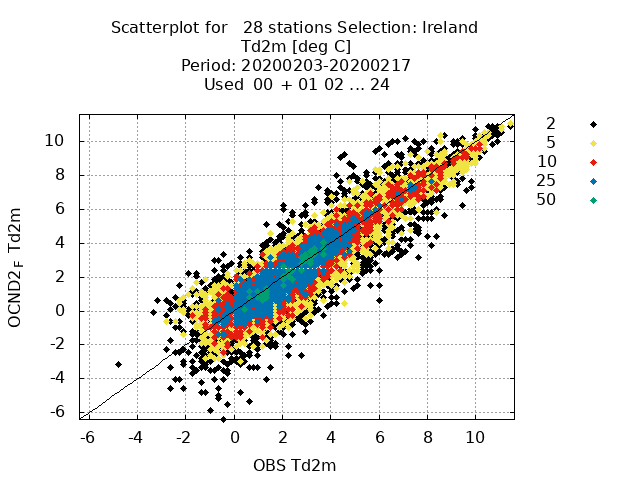 Scatterplot for   28 stations Selection: Ireland
Td2m [deg C]
Period: 20200203-20200217
Used  00 + 01 02 ... 24
2
5
10
25
50
10
8
6
4
2
0
-2
-4
-6
OCND2_F Td2m
-6 -4 -2 0 2 4 6 8 10
OBS Td2m